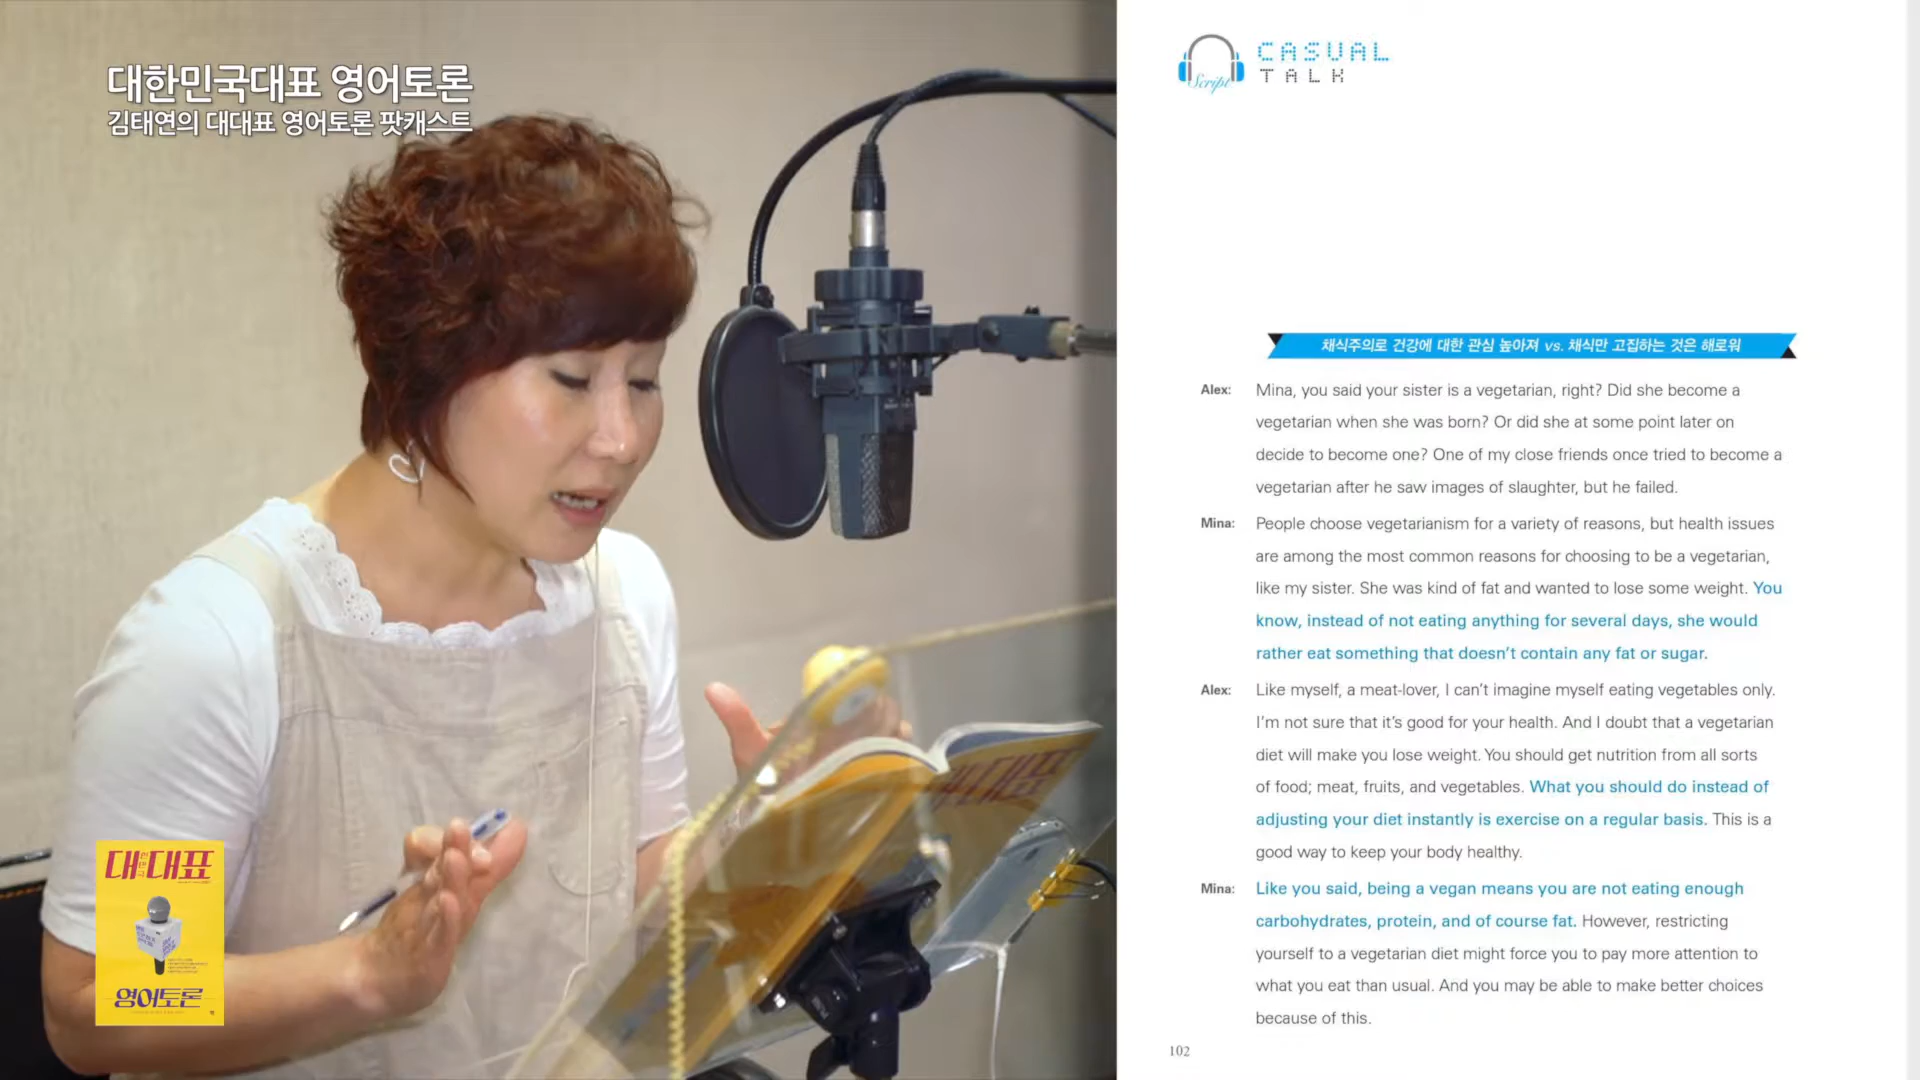 대한민국대표 영어토론
김태연의 대대표 영어토론 팟캐스트
Script
CASUAL
TALK
채식주의로 건강에 대한 관심 높아져 vs. 채식만 고집하는 것은 해로워
Alex: Mina, you said your sister is a vegetarian, right? Did she become a
vegetarian when she was born? Or did she at some point later on
decide to become one? One of my close friends once tried to become a
vegetarian after he saw images of slaughter, but he failed.
Mina: People choose vegetarianism for a variety of reasons, but health issues
are among the most common reasons for choosing to be a vegetarian,
like my sister. She was kind of fat and wanted to lose some weight. You
know, instead of not eating anything for several days, she would
rather eat something that doesn't contain any fat or sugar.
Alex: Like myself, a meat-lover, I can't imagine myself eating vegetables only.
I'm not sure that it's good for your health. And I doubt that a vegetarian
diet will make you lose weight. You should get nutrition from all sorts
of food; meat, fruits, and vegetables. What you should do instead of
adjusting your diet instantly is exercise on a regular basis. This is a
good way to keep your body healthy.
Mina: Like you said, being a vegan means you are not eating enough
carbohydrates, protein, and of course fat. However, restricting
yourself to a vegetarian diet might force you to pay more attention to
what you eat than usual. And you may be able to make better choices
because of this.
102
대한민국대표
영어토론